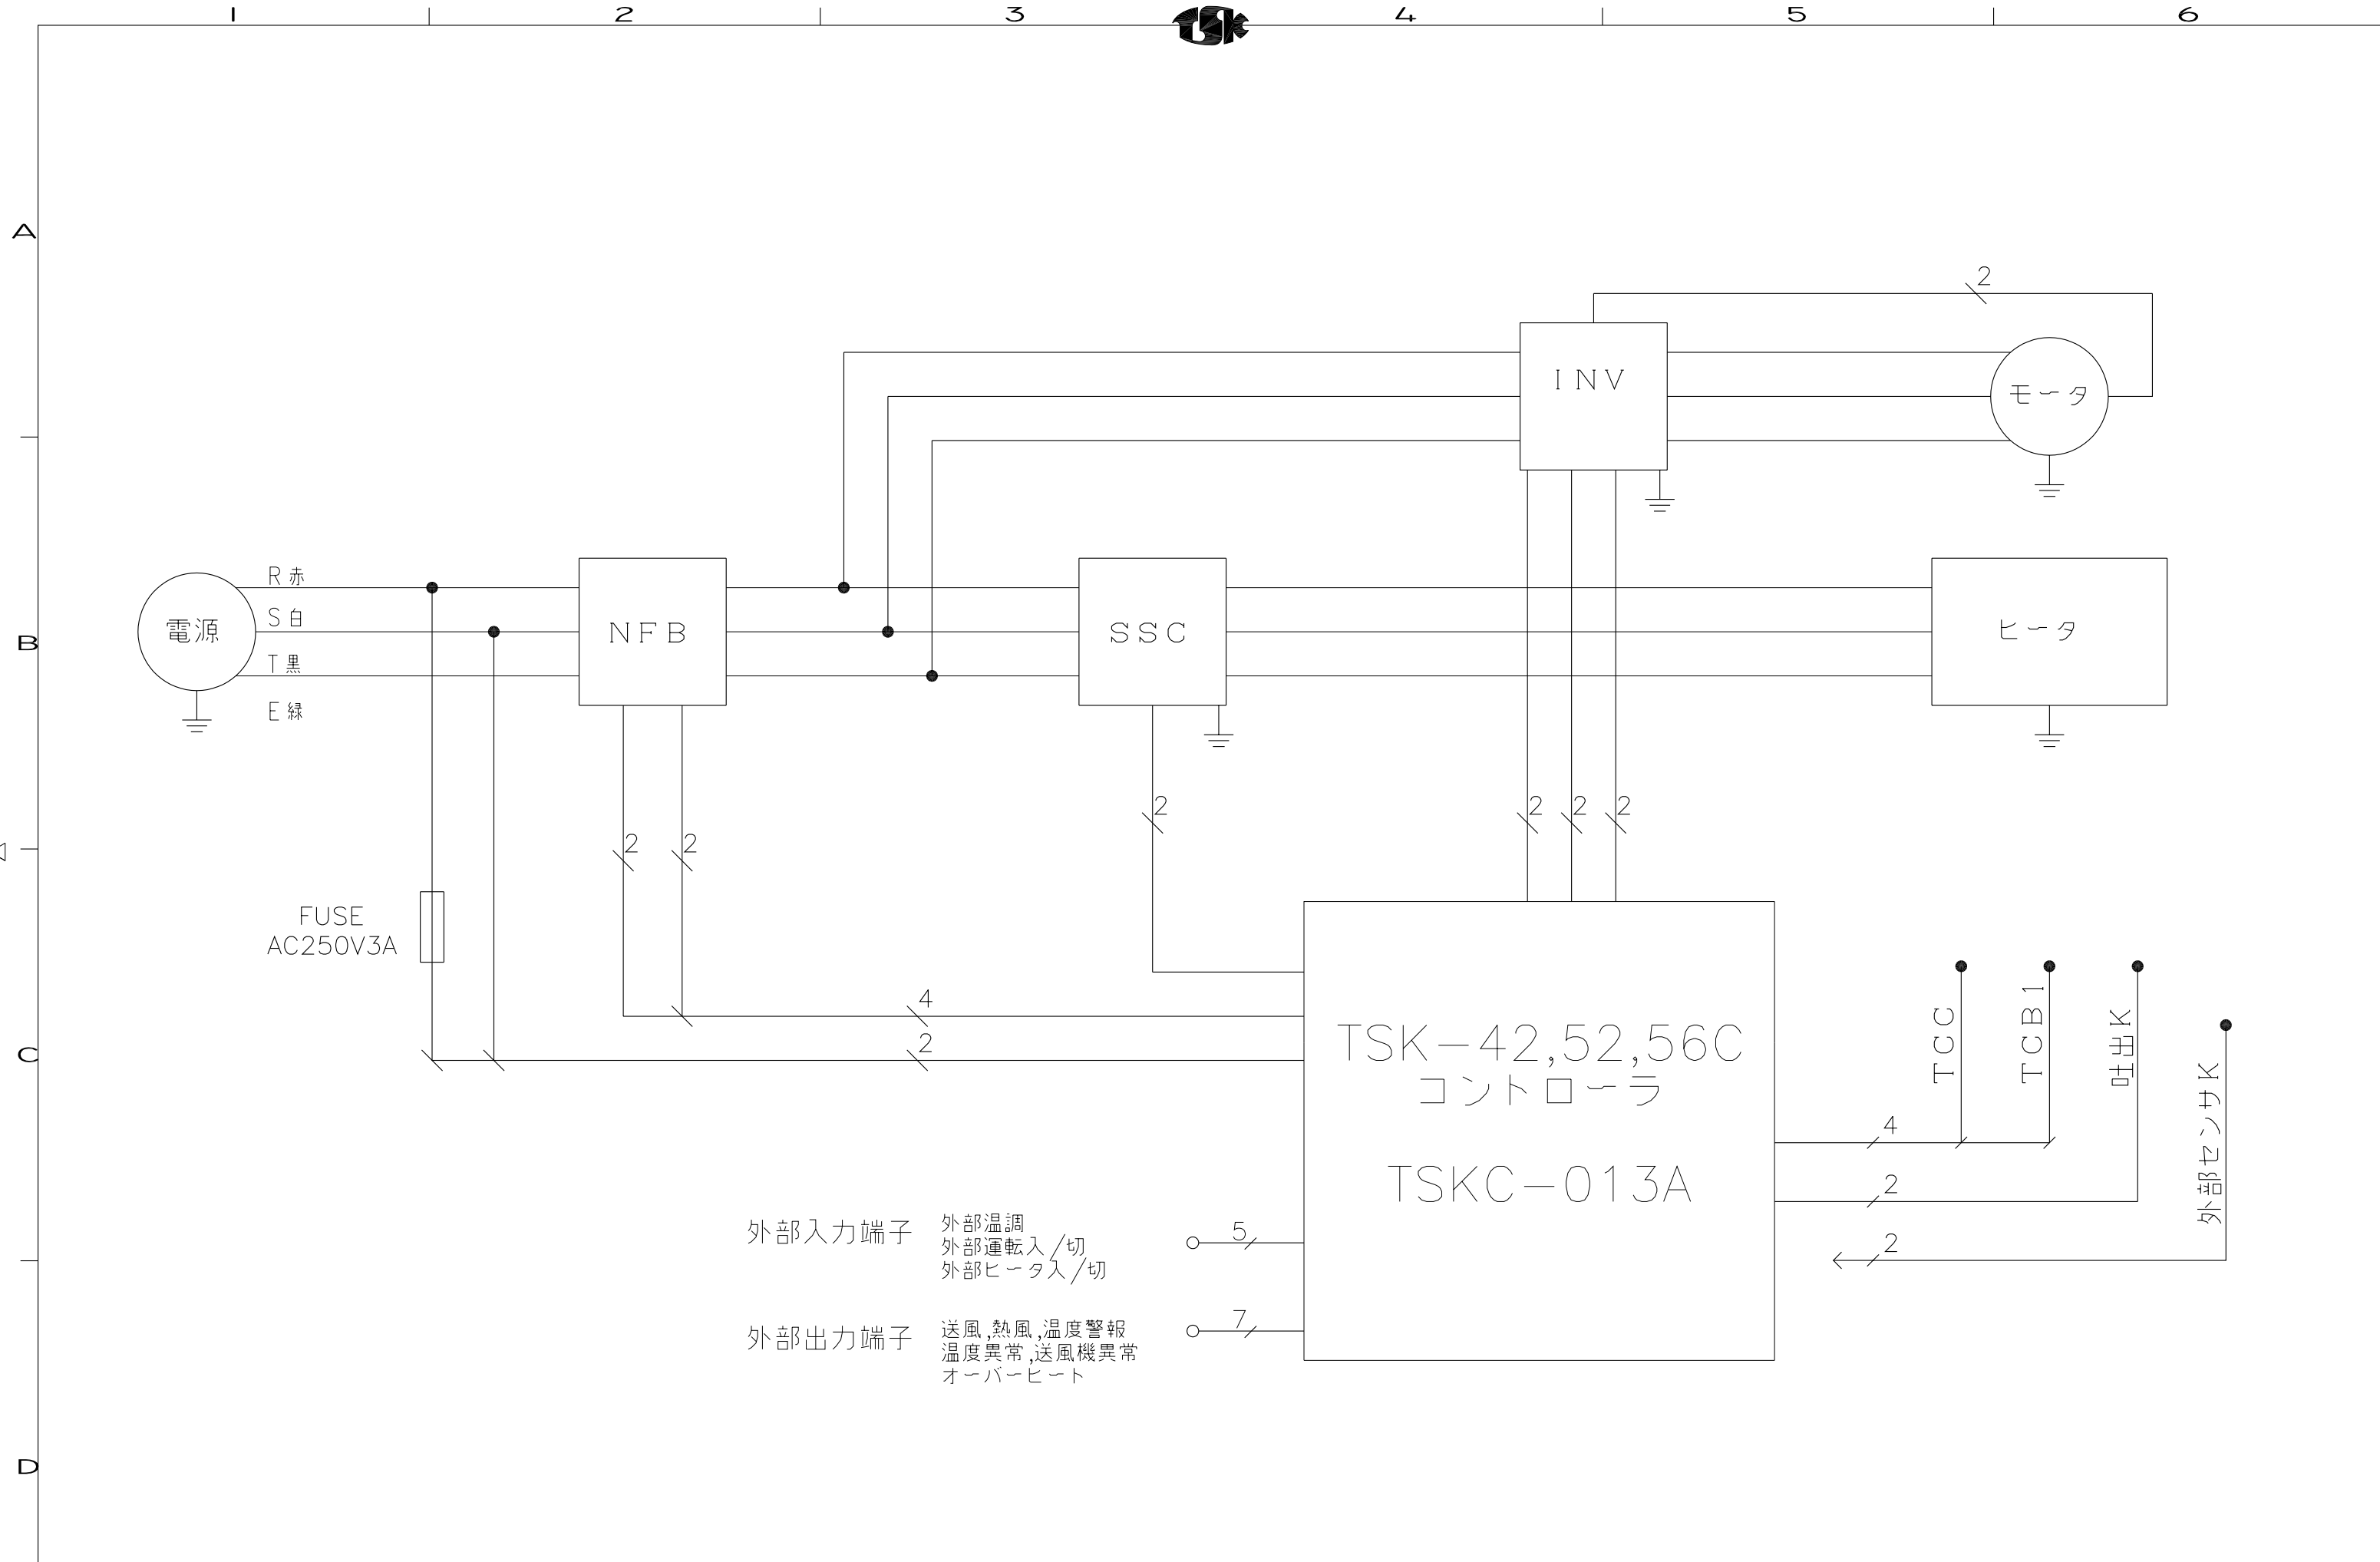 1 2 3 tsk 4 5 6
A
B
C
D
2
INV
モータ
電源
R赤
S白
T黒
E緑
NFB
SSC
ヒータ
2
2
2
2
2
2
FUSE
AC250V3A
4
2
TSK-42,52,56C
コントローラ
TSKC-013A
TCC
TCB1
吐出K
外部センサK
4
2
2
外部入力端子
外部温調
外部運転入/切
外部ヒータ入/切
5
外部出力端子
送風,熱風,温度警報
温度異常,送風機異常
オーバーヒート
7